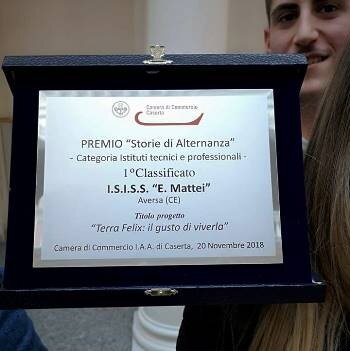 Camera di Commercio
Caserta
PREMIO “Storie di Alternanza”
- Categoria Istituti tecnici e professionali -
1°Classificato
I.S.I.S.S. “E. Mattei”
Aversa (CE)
Titolo progetto
“Terra Felix: il gusto di viverla”
Camera di Commercio I.A.A. di Caserta, 20 Novembre 2018